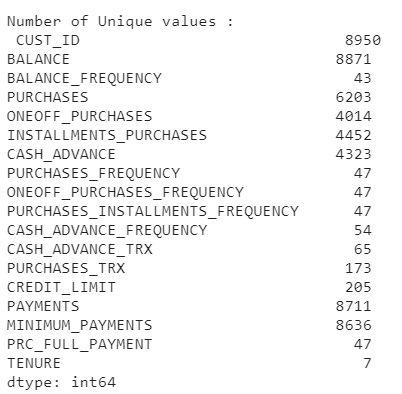 Number of Unique values :
CUST_ID 8950
BALANCE 8871
BALANCE_FREQUENCY 43
PURCHASES 6203
ONEOFF_PURCHASES 4014
INSTALLMENTS_PURCHASES 4452
CASH_ADVANCE 4323
PURCHASES_FREQUENCY 47
ONEOFF_PURCHASES_FREQUENCY 47
PURCHASES_INSTALLMENTS_FREQUENCY 47
CASH_ADVANCE_FREQUENCY 54
CASH_ADVANCE_TRX 65
PURCHASES_TRX 173
CREDIT_LIMIT 205
PAYMENTS 8711
MINIMUM_PAYMENTS 8636
PRC_FULL_PAYMENT 47
TENURE 7
dtype: int64